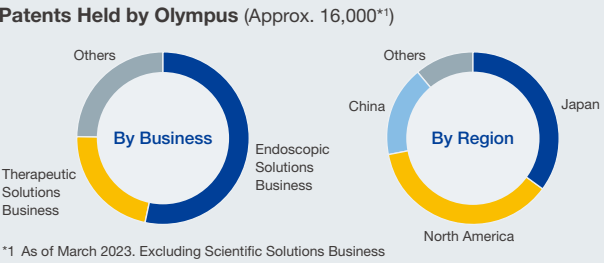 Patents Held by Olympus (Approx. 16,000*1)
Others
By Business
Endoscopic
Solutions
Business
Therapeutic
Solutions
Business
Others
China
By Region
Japan
North America
*1 As of March 2023. Excluding Scientific Solutions Business